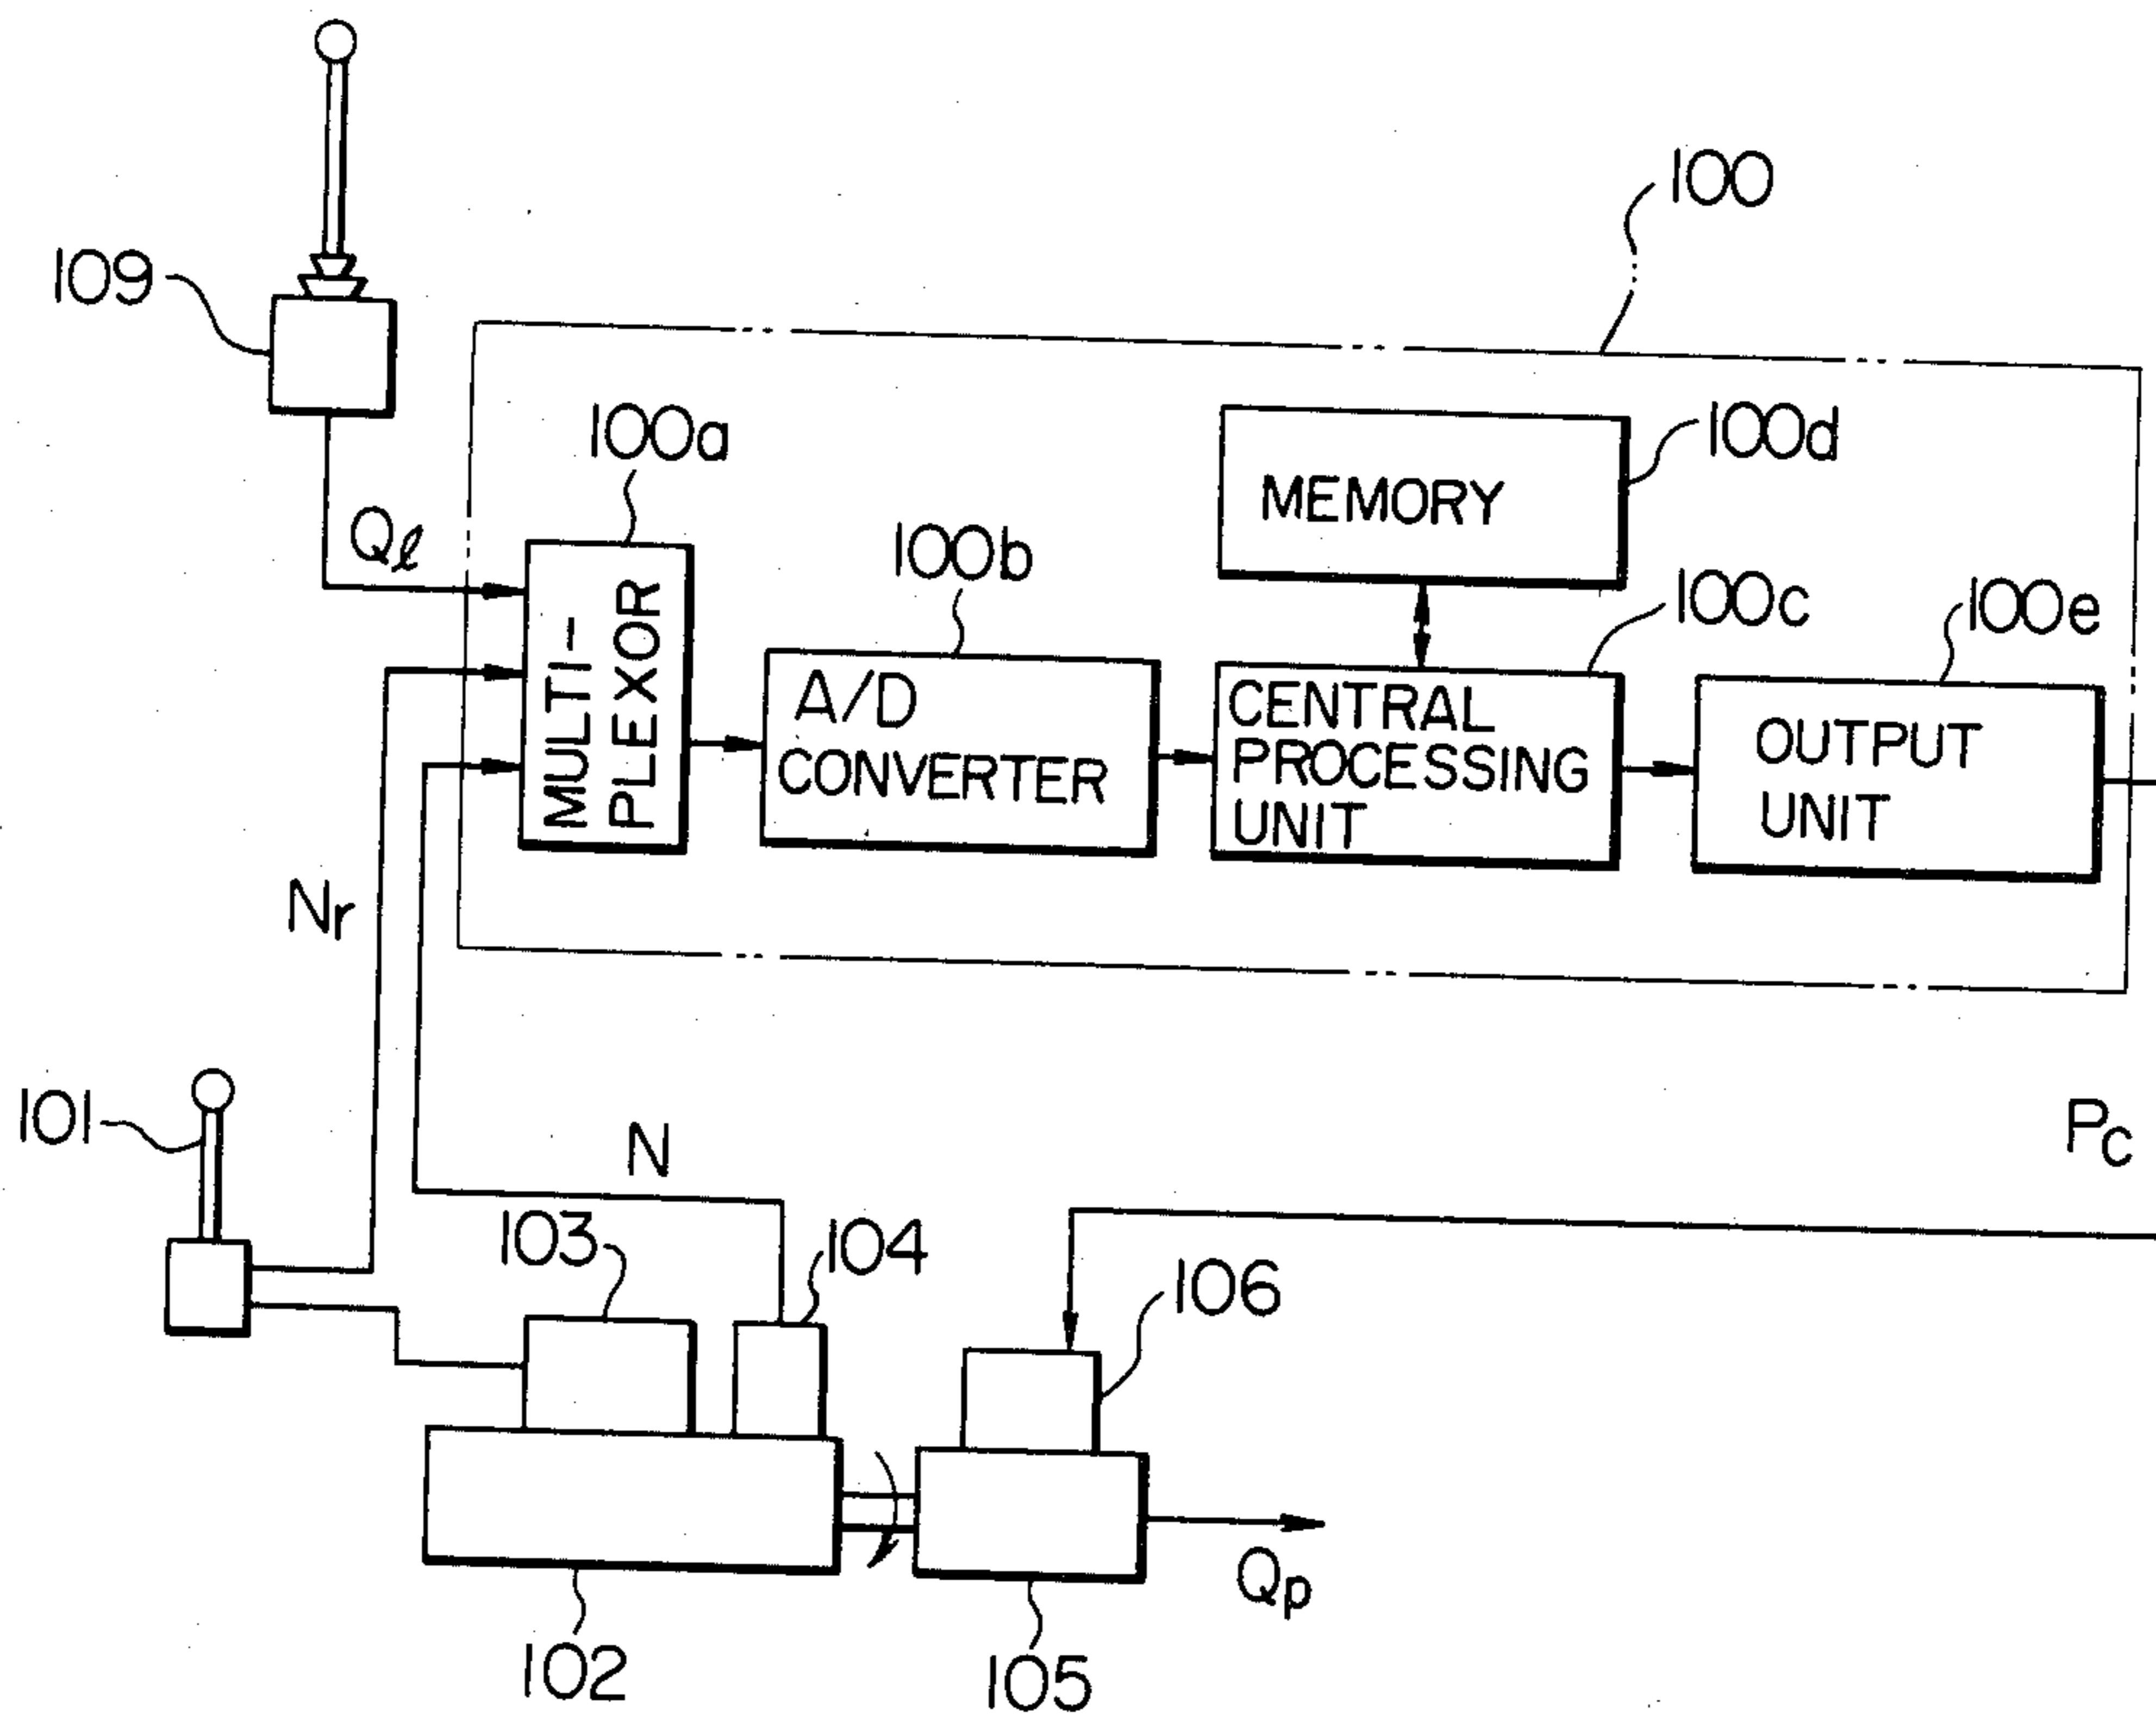 100
109
100a
100d
MEMORY
Qℓ
100b
100c
100e
MULTI-
PLEXOR
A/D
CONVERTER
CENTRAL
PROCESSING
UNIT
OUTPUT
UNIT
Nr
101
N
Pc
103
104
106
Qp
102
105